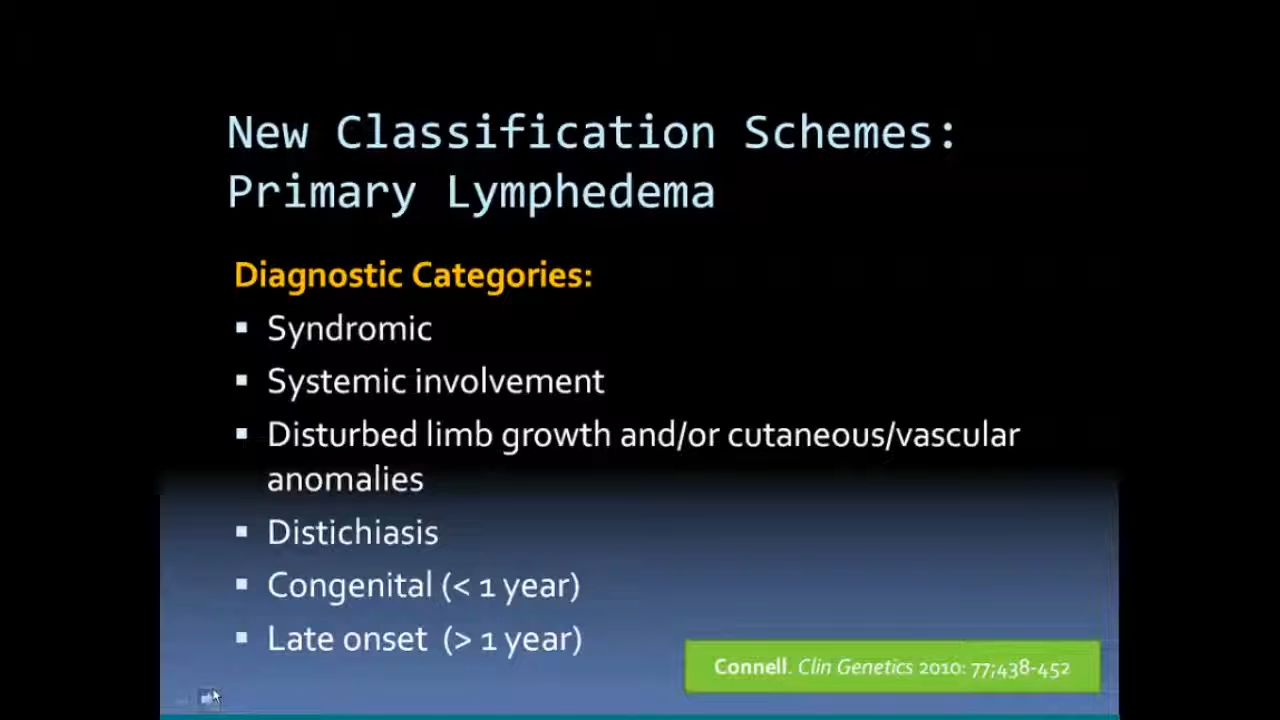 New Classification Schemes:
Primary Lymphedema
Diagnostic Categories:
▪ Syndromic
▪ Systemic involvement
▪ Disturbed limb growth and/or cutaneous/vascular
anomalies
▪ Distichiasis
▪ Congenital (< 1 year)
▪ Late onset (> 1 year)
Connell. Clin Genetics 2010: 77;438-452